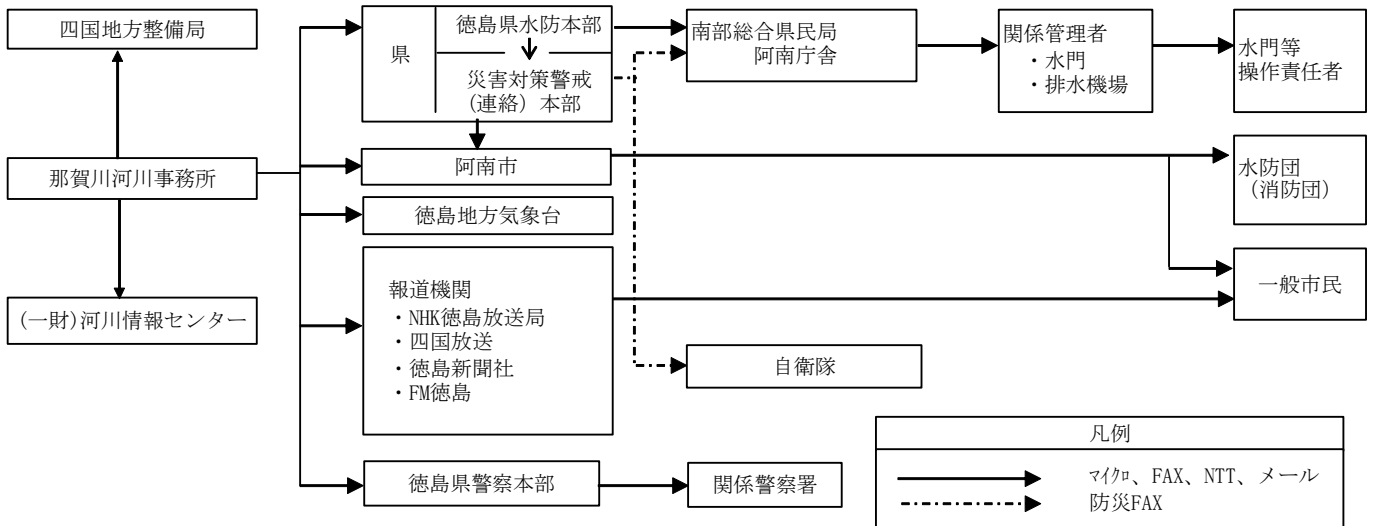 四国地方整備局
那賀川河川事務所
(一財)河川情報センター
県
徳島県水防本部
災害対策警戒
(連絡) 本部
阿南市
徳島地方気象台
報道機関
・NHK徳島放送局
・四国放送
・徳島新聞社
・FM徳島
徳島県警察本部
南部総合県民局
阿南庁舎
自衛隊
関係警察署
関係管理者
・水門
・排水機場
水門等
操作責任者
水防団
(消防団)
一般市民
凡例
ﾏｲｸﾛ、FAX、NTT、メール
防災FAX